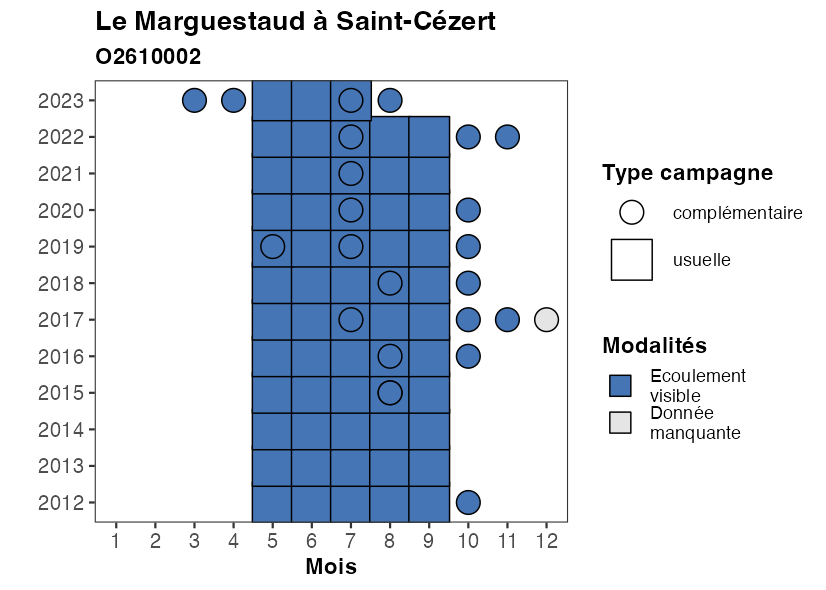 Le Marguestaud à Saint-Cézert
O2610002
2023
2022
2021
2020
2019
2018
2017
2016
2015
2014
2013
2012
1 2 3 4 5 6 7 8 9 10 11 12
Mois
Type campagne
complémentaire
usuelle
Modalités
Ecoulement
visible
Donnée
manquante